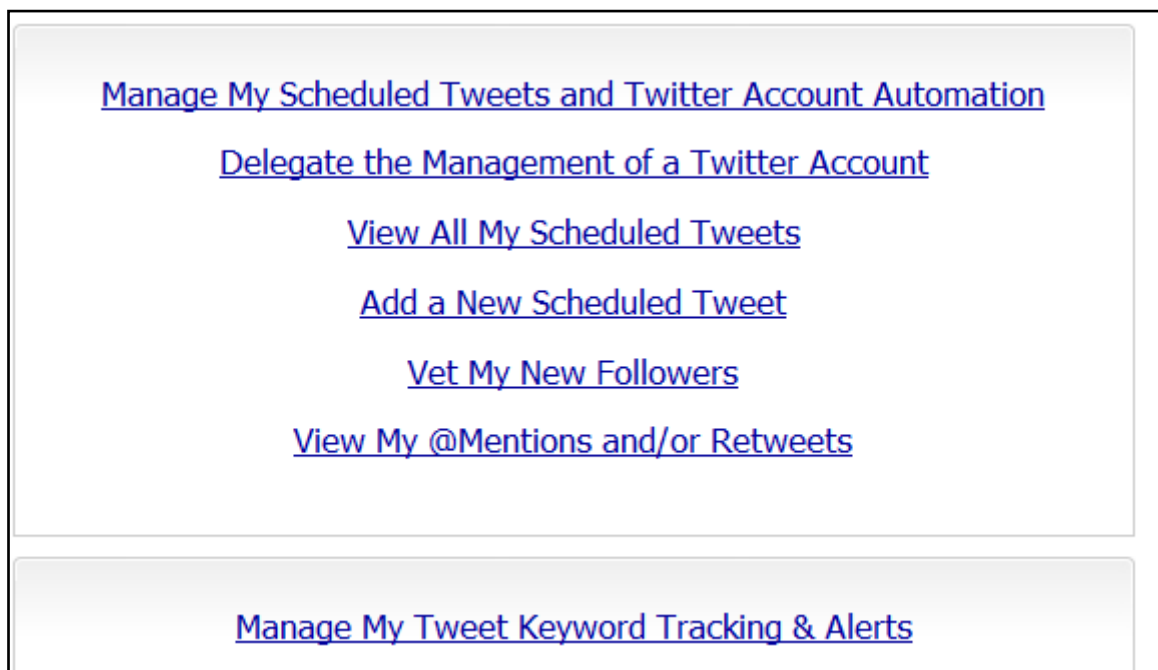 Manage My Scheduled Tweets and Twitter Account Automation
Delegate the Management of a Twitter Account
View All My Scheduled Tweets
Add a New Scheduled Tweet
Vet My New Followers
View My @Mentions and/or Retweets
Manage My Tweet Keyword Tracking & Alerts